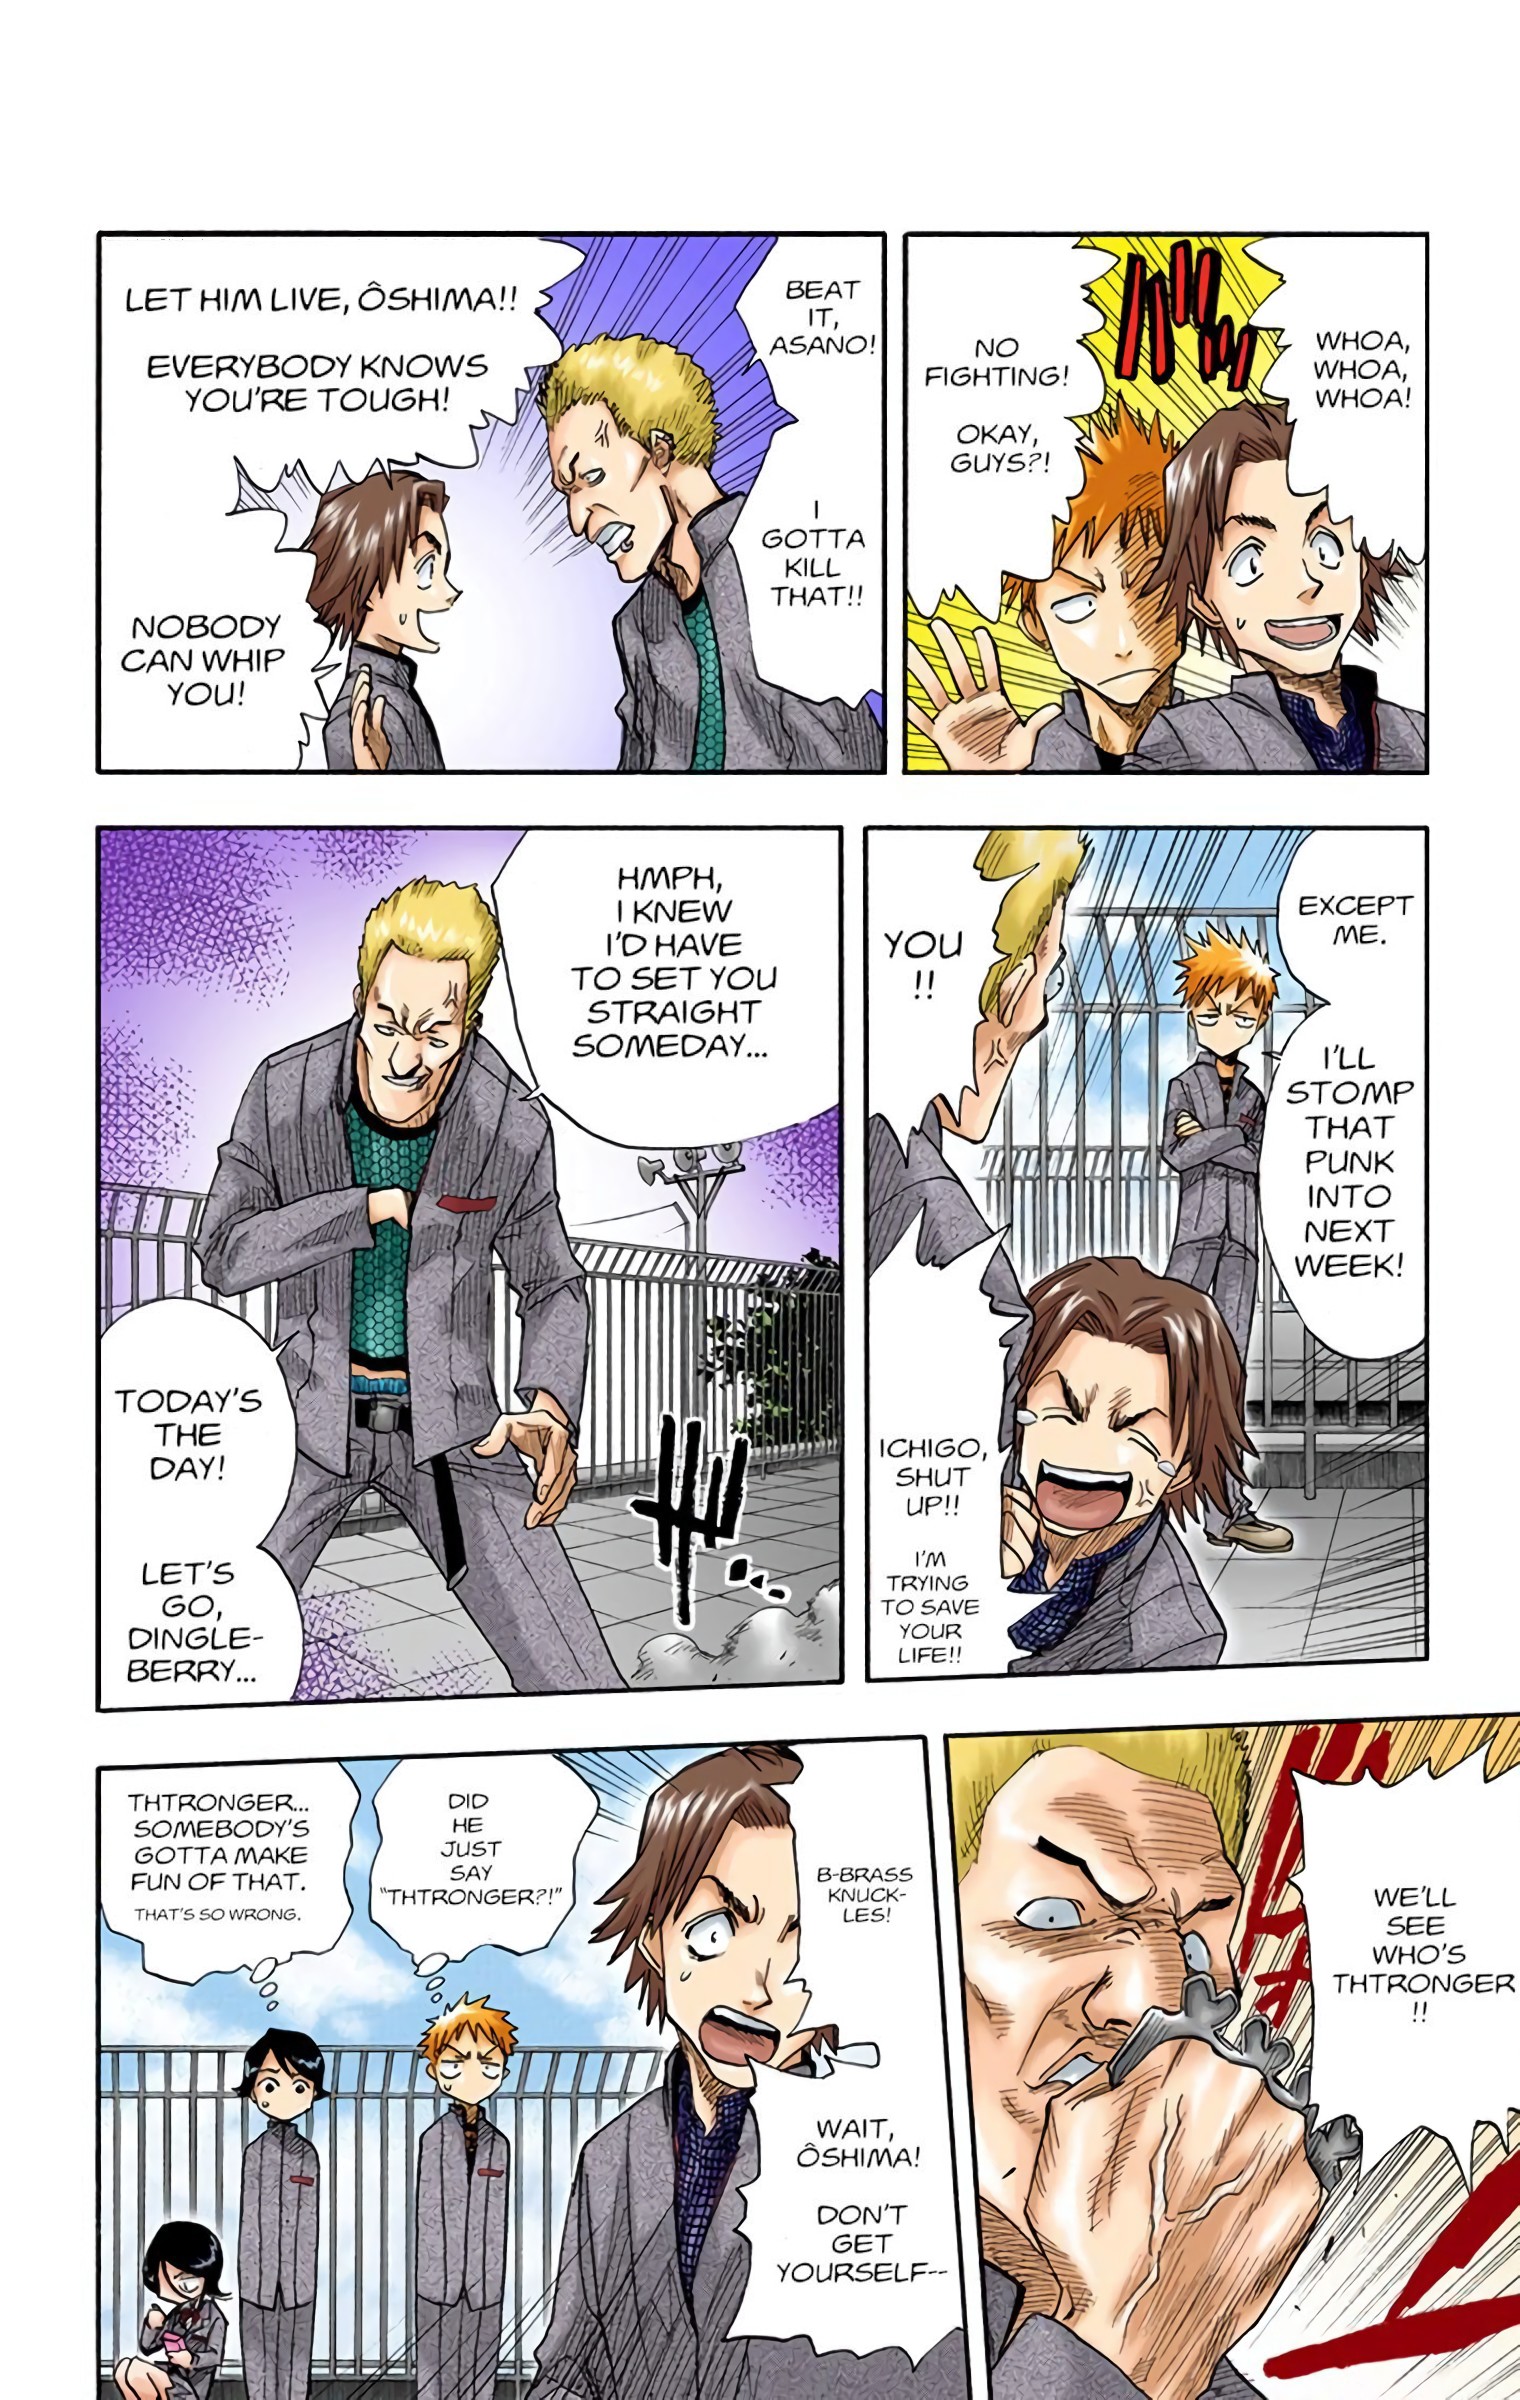 WHOA,
WHOA,
WHOA!
NO
FIGHTING!
OKAY,
GUYS?!
BEAT
IT,
ASANO!
I
GOTTA
KILL
THAT!!
LET HIM LIVE, ÔSHIMA!!
EVERYBODY KNOWS
YOU'RE TOUGH!
NOBODY
CAN WHIP
YOU!
EXCEPT
ME.
I'LL
STOMP
THAT
PUNK
INTO
NEXT
WEEK!
YOU
!!
ICHIGO,
SHUT
UP!!
I'M
TRYING
TO SAVE
YOUR
LIFE!!
HMPH,
I KNEW
I'D HAVE
TO SET YOU
STRAIGHT
SOMEDAY...
TODAY'S
THE
DAY!
LET'S
GO,
DINGLE-
BERRY...
WE'LL
SEE
WHO'S
THTRONGER
!!
B-BRASS
KNUCK-
LES!
WAIT,
ÔSHIMA!
DON'T
GET
YOURSELF--
DID
HE
JUST
SAY
"THTRONGER?!"
THTRONGER...
SOMEBODY'S
GOTTA MAKE
FUN OF THAT.
THAT'S SO WRONG.